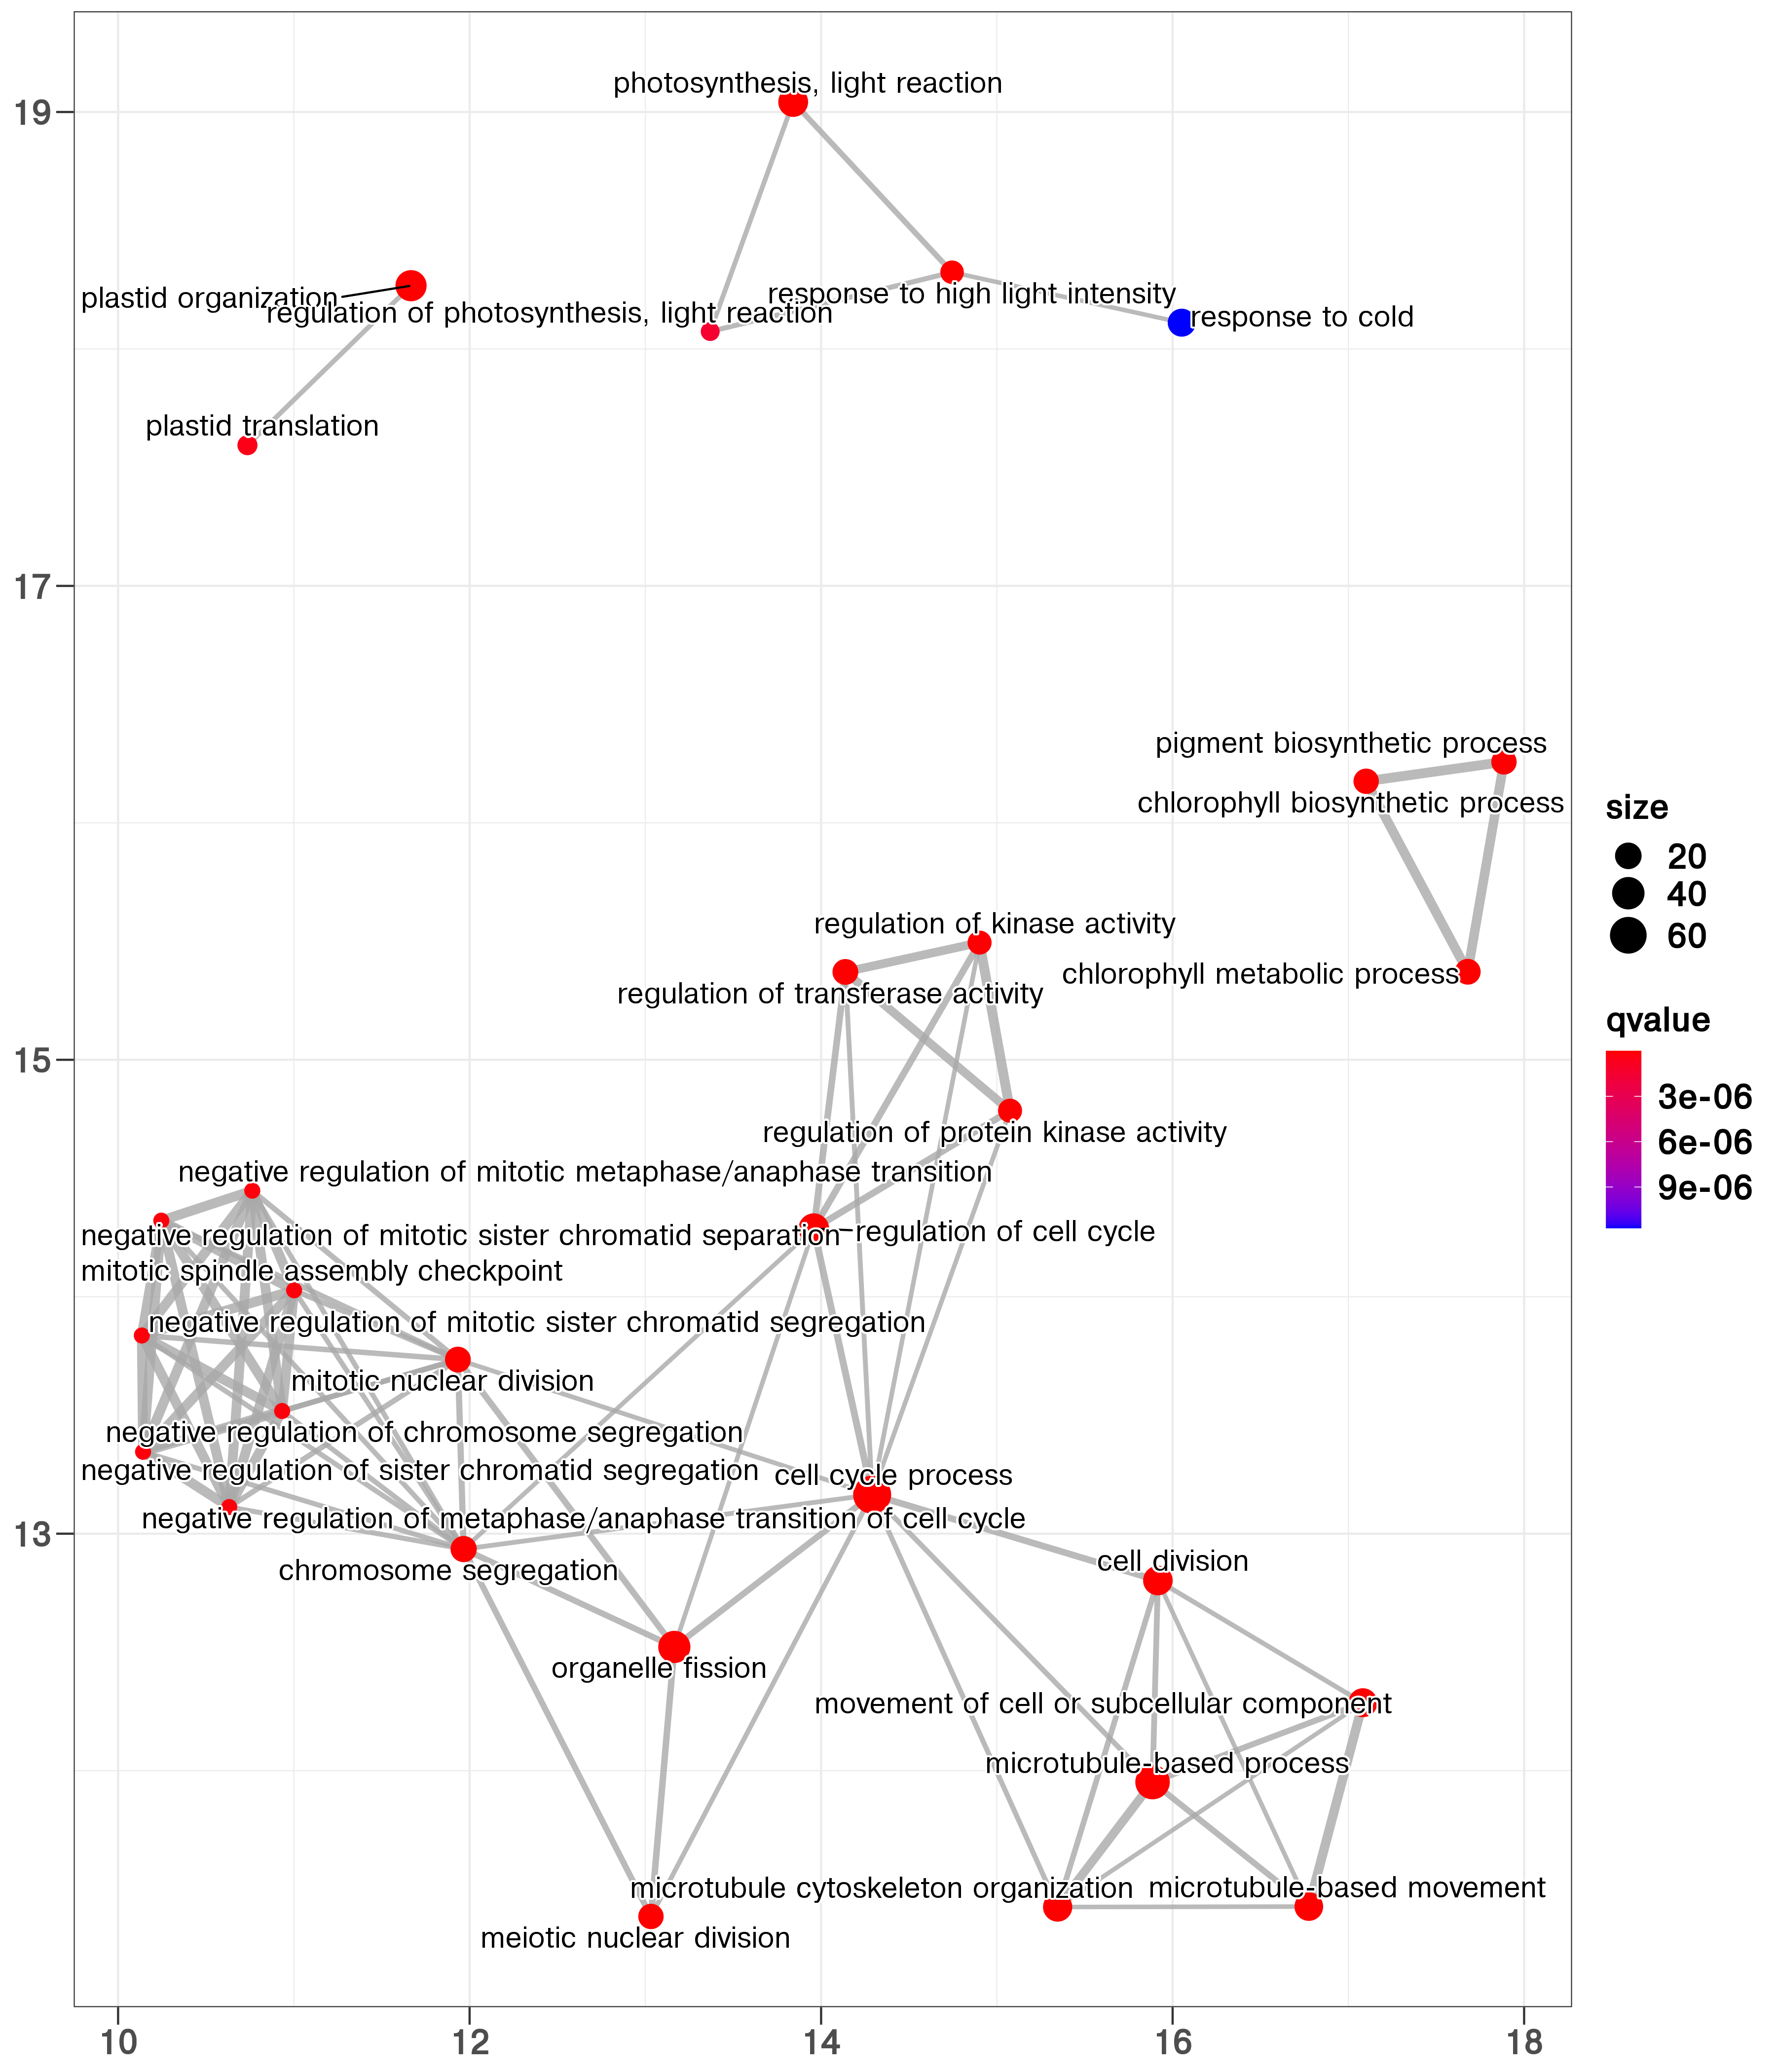 photosynthesis, light reaction
19
response to high light intensity
plastid organization
regulation of photosynthesis, light reaction
response to cold
plastid translation
17
pigment biosynthetic process
chlorophyll biosynthetic process
size
20
40
60
regulation of kinase activity
chlorophyll metabolic process
regulation of transferase activity
qvalue
3e-06
6e-06
9e-06
15
regulation of protein kinase activity
negative regulation of mitotic metaphase/anaphase transition
negative regulation of mitotic sister chromatid separation
regulation of cell cycle
mitotic spindle assembly checkpoint
negative regulation of mitotic sister chromatid segregation
mitotic nuclear division
negative regulation of chromosome segregation
negative regulation of sister chromatid segregation
cell cycle process
negative regulation of metaphase/anaphase transition of cell cycle
13
cell division
chromosome segregation
organelle fission
movement of cell or subcellular component
microtubule-based process
microtubule cytoskeleton organization
microtubule-based movement
meiotic nuclear division
10
12
14
16
18